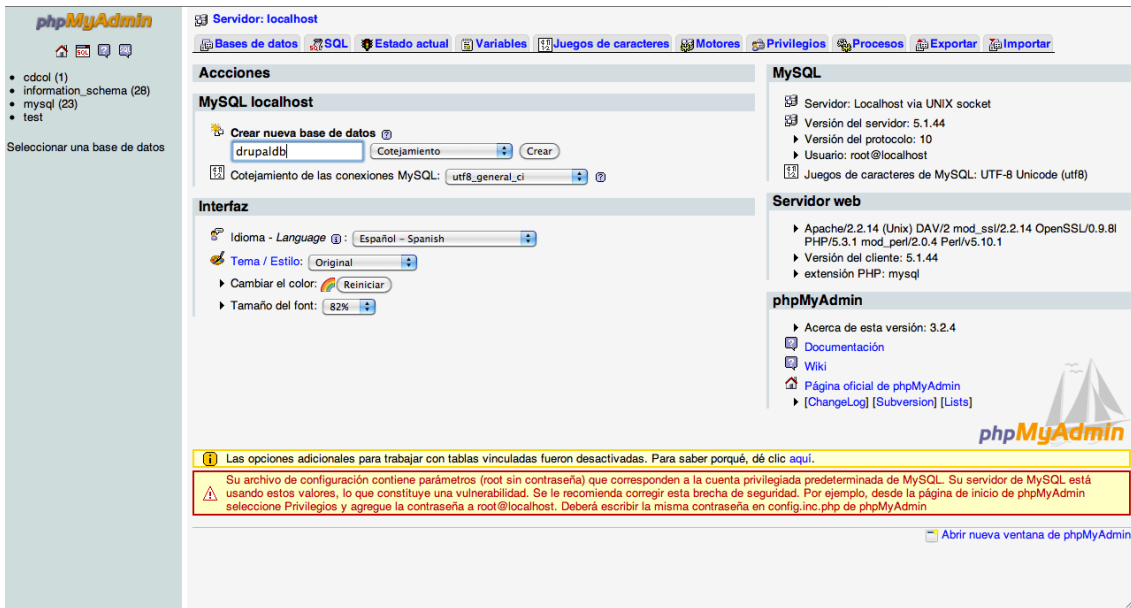 phpMyAdmin
SQL
cdcol (1)
information_schema (28)
mysql (23)
test
Seleccionar una base de datos
Servidor: localhost
Bases de datos SQL Estado actual Variables Juegos de caracteres Motores Privilegios Procesos Exportar Importar
Accciones
MySQL localhost
Crear nueva base de datos
drupaldb Cotejamiento Crear
Cotejamiento de las conexiones MySQL: utf8_general_ci
Interfaz
Idioma - Language : Español - Spanish
Tema / Estilo: Original
Cambiar el color: Reiniciar
Tamaño del font: 82%
MySQL
Servidor: Localhost via UNIX socket
Versión del servidor: 5.1.44
Versión del protocolo: 10
Usuario: root@localhost
Juegos de caracteres de MySQL: UTF-8 Unicode (utf8)
Servidor web
Apache/2.2.14 (Unix) DAV/2 mod_ssl/2.2.14 OpenSSL/0.9.8l
PHP/5.3.1 mod_perl/2.0.4 Perl/v5.10.1
Versión del cliente: 5.1.44
extensión PHP: mysql
phpMyAdmin
Acerca de esta versión: 3.2.4
Documentación
Wiki
Página oficial de phpMyAdmin
[ChangeLog] [Subversion] [Lists]
phpMyAdmin
Las opciones adicionales para trabajar con tablas vinculadas fueron desactivadas. Para saber porqué, dé clic aquí.
Su archivo de configuración contiene parámetros (root sin contraseña) que corresponden a la cuenta privilegiada predeterminada de MySQL. Su servidor de MySQL está
usando estos valores, lo que constituye una vulnerabilidad. Se le recomienda corregir esta brecha de seguridad. Por ejemplo, desde la página de inicio de phpMyAdmin
seleccione Privilegios y agregue la contraseña a root@localhost. Deberá escribir la misma contraseña en config.inc.php de phpMyAdmin
Abrir nueva ventana de phpMyAdmin